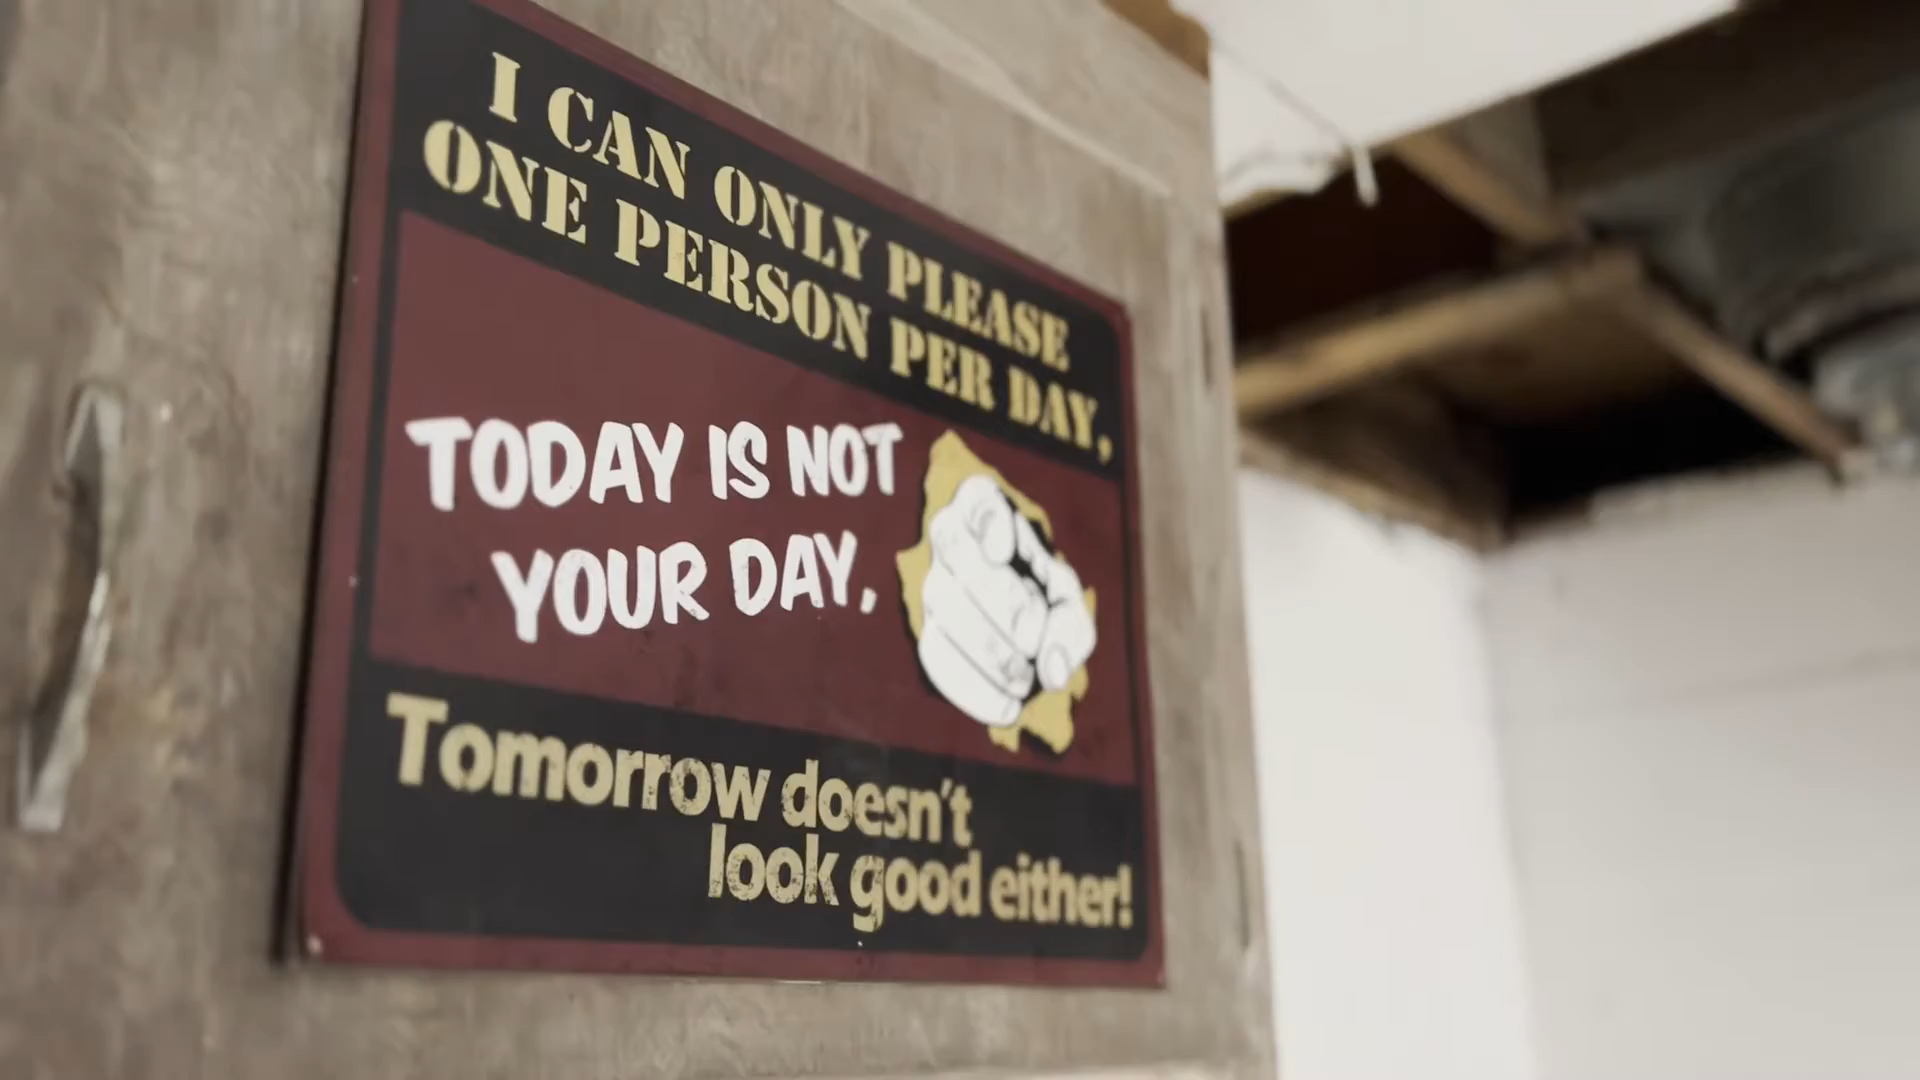 I CAN ONLY PLEASE
ONE PERSON PER DAY,
TODAY IS NOT
YOUR DAY,
Tomorrow doesn't
look good either!